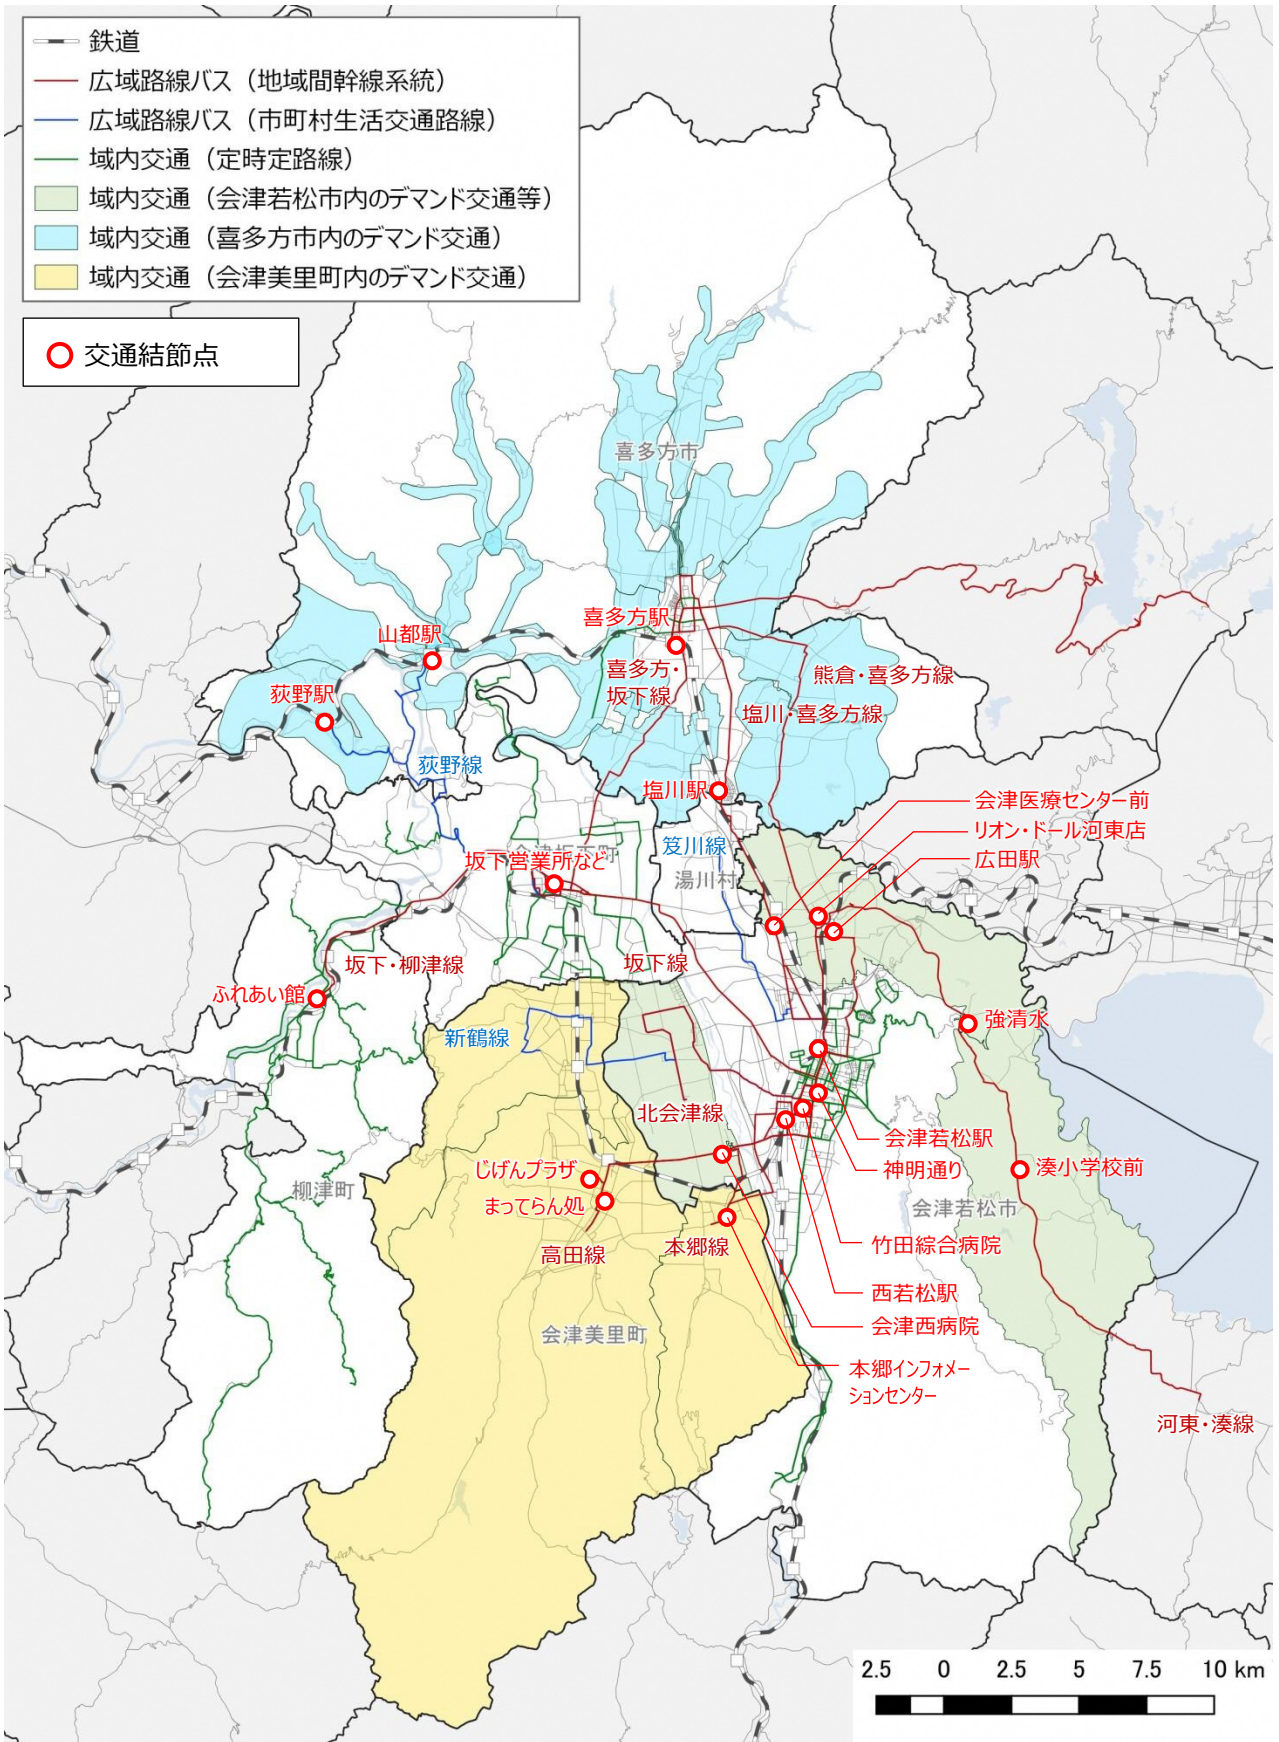 鉄道
広域路線バス（地域間幹線系統）
広域路線バス（市町村生活交通路線）
域内交通（定時定路線）
域内交通（会津若松市内のデマンド交通等）
域内交通（喜多方市内のデマンド交通）
域内交通（会津美里町内のデマンド交通）
交通結節点
喜多方市
喜多方駅
山都駅
喜多方・
坂下線
熊倉・喜多方線
荻野駅
塩川・喜多方線
荻野線
塩川駅
会津医療センター前
リオン・ドール河東店
笈川線
広田駅
会津坂下町
坂下営業所など
湯川村
坂下・柳津線
坂下線
ふれあい館
強清水
新鶴線
北会津線
会津若松駅
じげんプラザ
神明通り
湊小学校前
柳津町
まってらん処
会津若松市
高田線
本郷線
竹田綜合病院
西若松駅
会津美里町
会津西病院
本郷インフォメー
ションセンター
河東・湊線
2.5 0 2.5 5 7.5 10 km